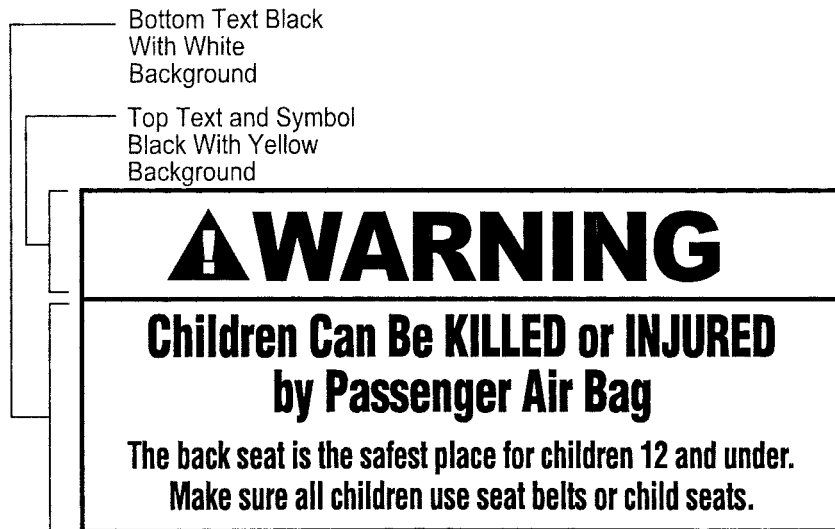 Bottom Text Black
With White
Background
Top Text and Symbol
Black With Yellow
Background
WARNING
Children Can Be KILLED or INJURED
by Passenger Air Bag
The back seat is the safest place for children 12 and under.
Make sure all children use seat belts or child seats.